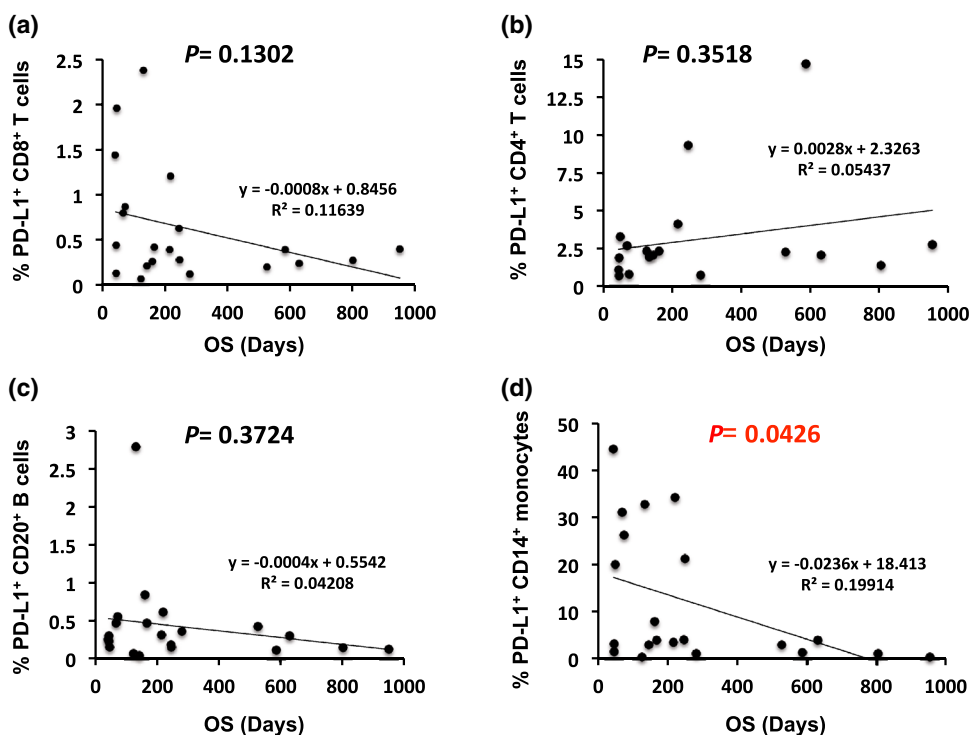 (a)
P= 0.1302
% PD-L1⁺ CD8⁺ T cells
2.5
2
1.5
1
0.5
0
y = -0.0008x + 0.8456
R² = 0.11639
0 200 400 600 800 1000
OS (Days)
(b)
P= 0.3518
% PD-L1⁺ CD4⁺ T cells
15
12.5
10
7.5
5
2.5
0
y = 0.0028x + 2.3263
R² = 0.05437
0 200 400 600 800 1000
OS (Days)
(c)
P= 0.3724
% PD-L1⁺ CD20⁺ B cells
3
2.5
2
1.5
1
0.5
0
y = -0.0004x + 0.5542
R² = 0.04208
0 200 400 600 800 1000
OS (Days)
(d)
P= 0.0426
% PD-L1⁺ CD14⁺ monocytes
50
40
30
20
10
0
y = -0.0236x + 18.413
R² = 0.19914
0 200 400 600 800 1000
OS (Days)